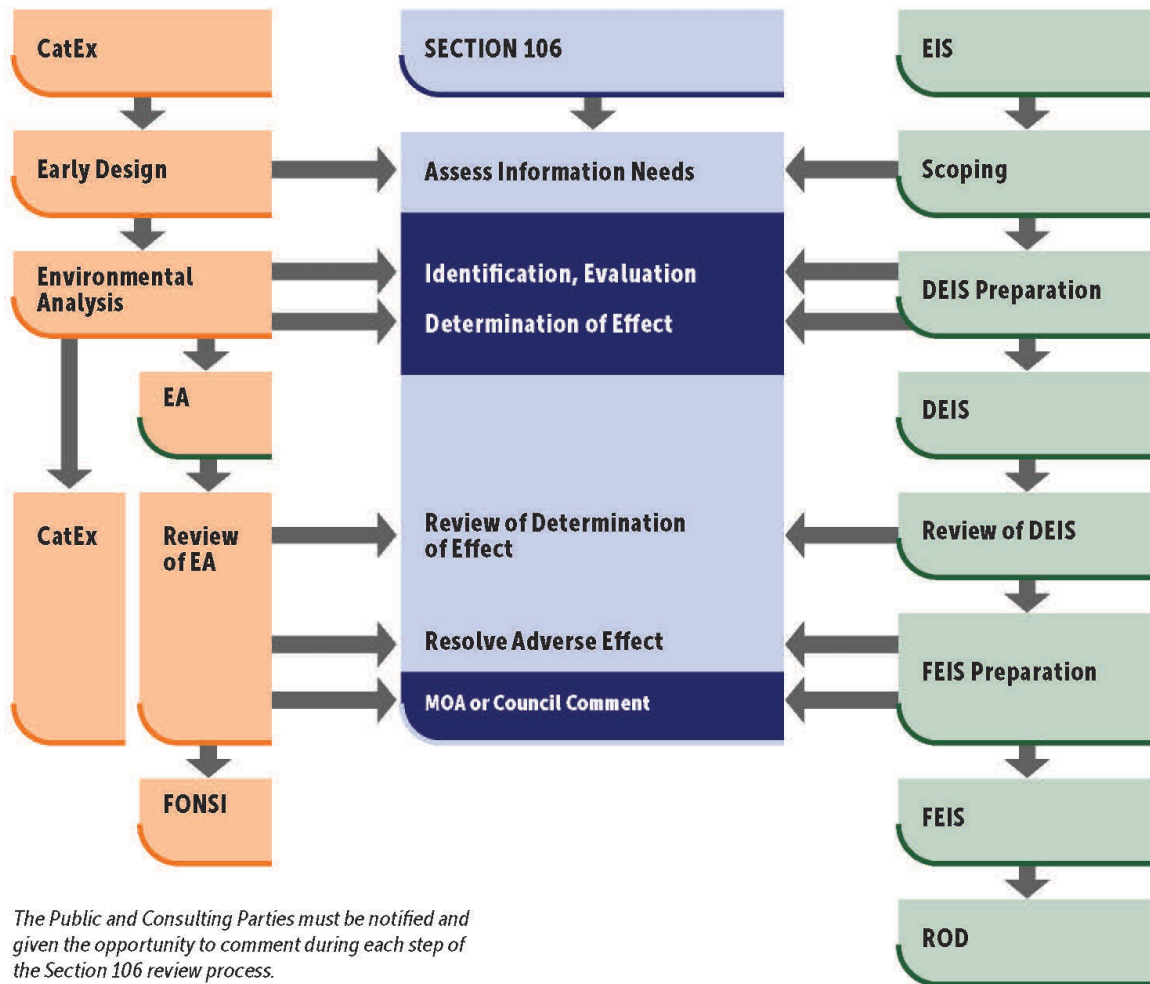 CatEx
SECTION 106
EIS
Early Design
Assess Information Needs
Scoping
Environmental
Analysis
Identification, Evaluation
Determination of Effect
DEIS Preparation
EA
DEIS
CatEx
Review
of EA
Review of Determination
of Effect
Review of DEIS
Resolve Adverse Effect
MOA or Council Comment
FEIS Preparation
FONSI
FEIS
ROD
The Public and Consulting Parties must be notified and
given the opportunity to comment during each step of
the Section 106 review process.